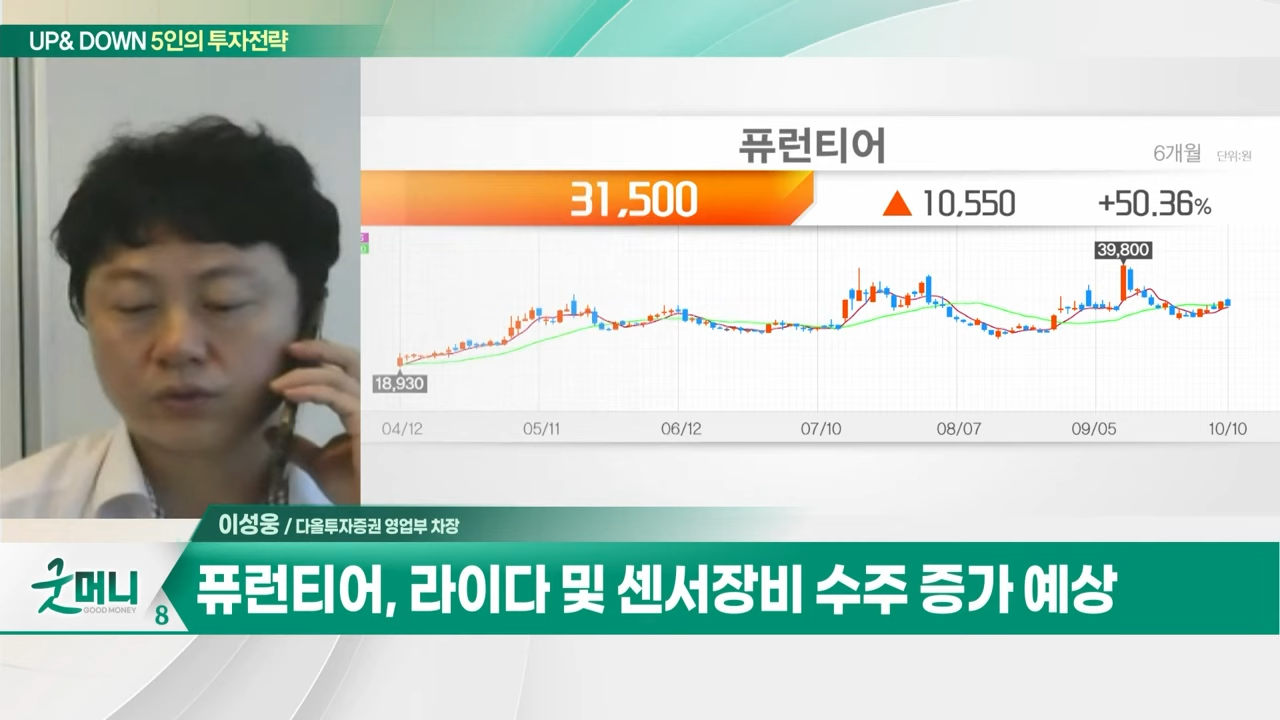 UP& DOWN 5인의 투자전략
퓨런티어
6개월 단위:원
31,500 ▲ 10,550 +50.36%
39,800
18,930
04/12 05/11 06/12 07/10 08/07 09/05 10/10
이성웅 / 다올투자증권 영업부 차장
굿머니
GOOD MONEY
8
퓨런티어, 라이다 및 센서장비 수주 증가 예상